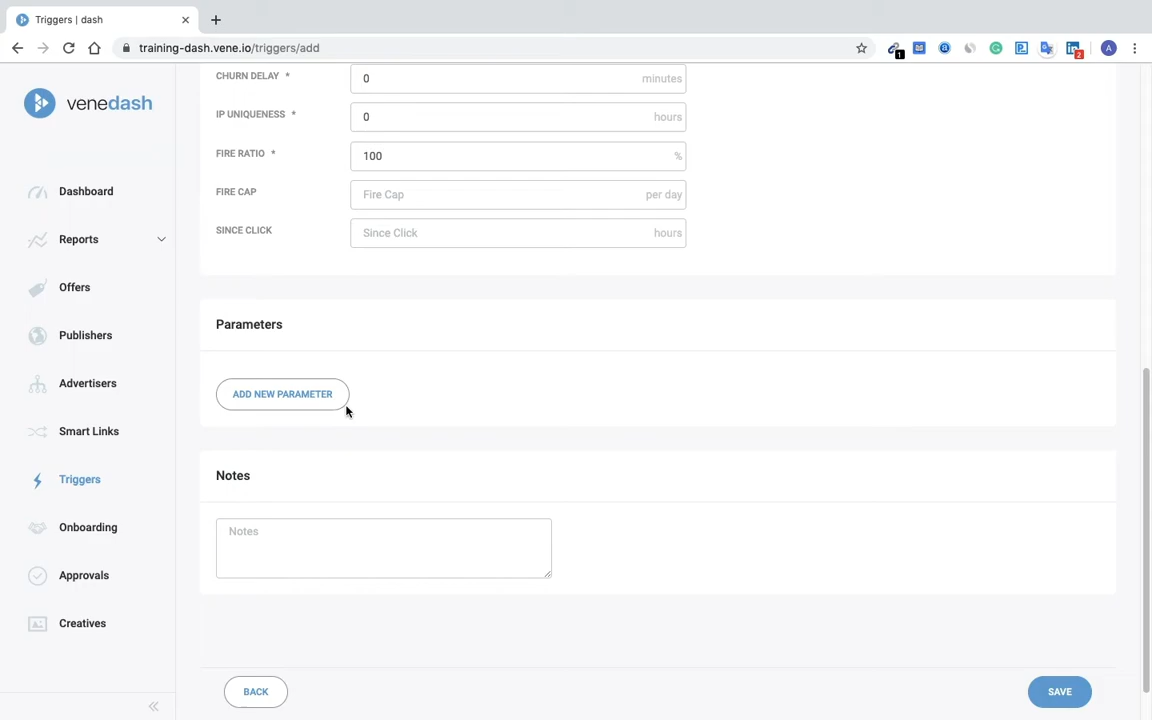 Triggers | dash
training-dash.vene.io/triggers/add
1
2
A
venedash
Dashboard
Reports
Offers
Publishers
Advertisers
Smart Links
Triggers
Onboarding
Approvals
Creatives
CHURN DELAY * 0 minutes
IP UNIQUENESS * 0 hours
FIRE RATIO * 100 %
FIRE CAP Fire Cap per day
SINCE CLICK Since Click hours
Parameters
ADD NEW PARAMETER
Notes
Notes
BACK SAVE